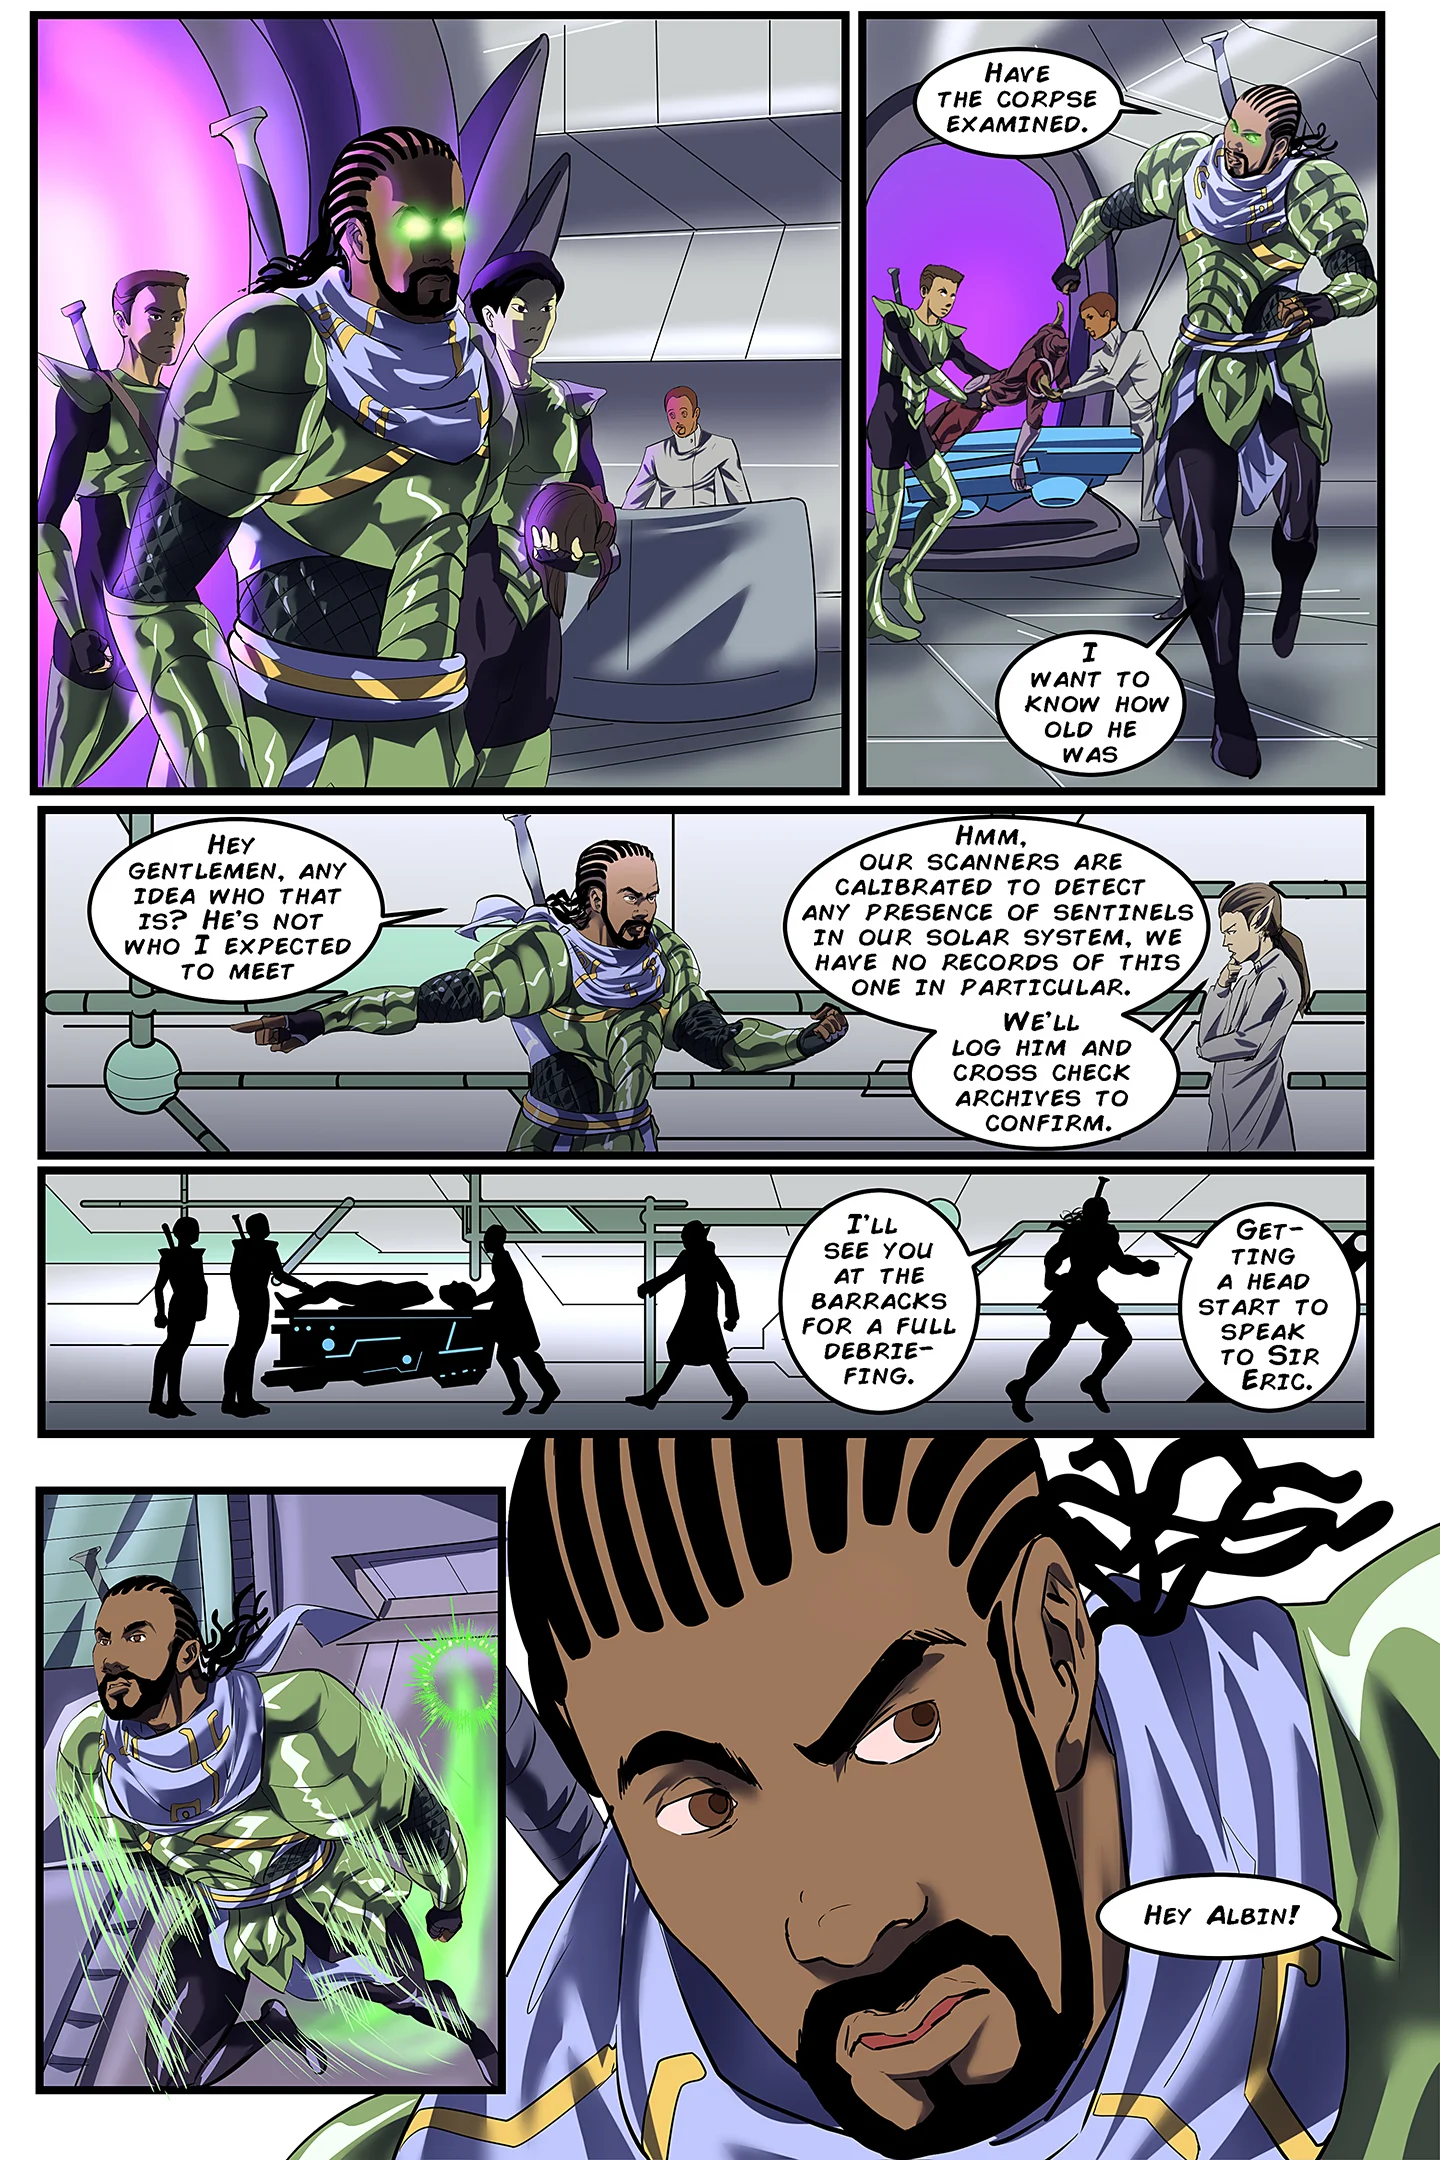 Have
the corpse
examined.
I
want to
know how
old he
was
Hey
gentlemen, any
idea who that
is? He's not
who I expected
to meet
Hmm,
our scanners are
calibrated to detect
any presence of sentinels
in our solar system, we
have no records of this
one in particular.
We'll
log him and
cross check
archives to
confirm.
I'll
see you
at the
barracks
for a full
debrie-
fing.
Get-
ting
a head
start to
speak
to Sir
Eric.
Hey Albin!